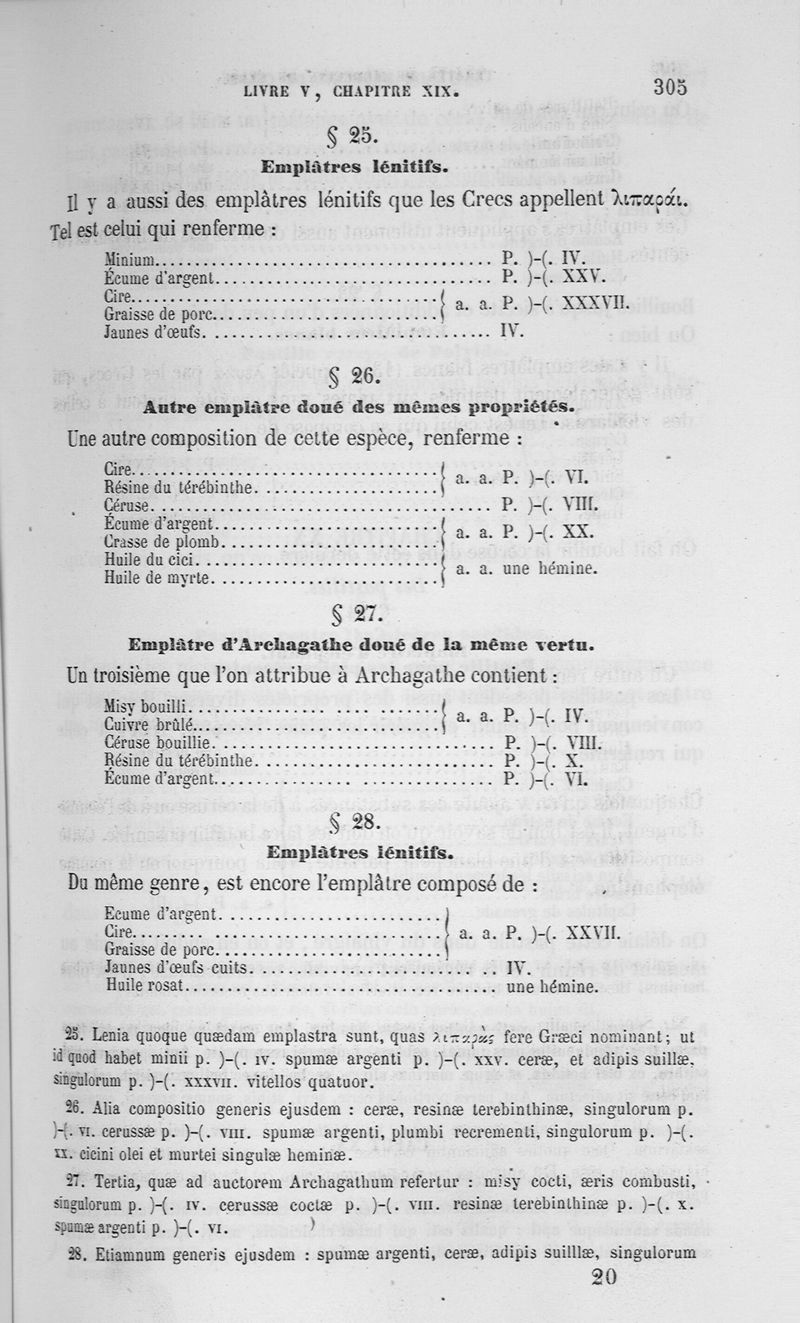 LIVRE V, CHAPITRE XIX. 305
§ 25.
Emplâtres lénitifs.
Il y a aussi des emplâtres lénitifs que les Grecs appellent λιπαραί.
Tel est celui qui renferme :
Minium.......... P. )-(. IV.
Écume d'argent.......... P. )-(. XXV.
Cire..........
Graisse de porc.......... } a. a. P. )-(. XXXVII.
Jaunes d'œufs.......... IV.
§ 26.
Autre emplâtre doué des mêmes propriétés.
Une autre composition de cette espèce, renferme :
Cire..........
Résine du térébinthe.......... } a. a. P. )-(. VI.
Céruse.......... P. )-(. VIII.
Écume d'argent..........
Crasse de plomb.......... } a. a. P. )-(. XX.
Huile du cici..........
Huile de myrte.......... } a. a. une hémine.
§ 27.
Emplâtre d'Archagathe doué de la même vertu.
Un troisième que l'on attribue à Archagathe contient :
Misy bouilli..........
Cuivre brûlé.......... } a. a. P. )-(. IV.
Céruse bouillie.......... P. )-(. VIII.
Résine du térébinthe.......... P. )-(. X.
Écume d'argent.......... P. )-(. VI.
§ 28.
Emplâtres lénitifs.
Du même genre, est encore l'emplâtre composé de :
Ecume d'argent..........
Cire.......... } a. a. P. )-(. XXVII.
Graisse de porc..........
Jaunes d'œufs cuits.......... IV.
Huile rosat.......... une hémine.
25. Lenia quoque quædam emplastra sunt, quas λιπαρὰς fere Græci nominant; ut
id quod habet minii p. )-(. IV. spumæ argenti p. )-(. XXV. ceræ, et adipis suillæ,
singulorum p. )-(. XXXVII. vitellos quatuor.
26. Alia compositio generis ejusdem : ceræ, resinæ terebinthinæ, singulorum p.
)-(. VI. cerussæ p. )-(. VIII. spumæ argenti, plumbi recrementi, singulorum p. )-(.
XX. cicini olei et murtei singulæ heminæ.
27. Tertia, quæ ad auctorem Archagathum refertur : misy cocti, æris combusti,
singulorum p. )-(. IV. cerussæ coctæ p. )-(. VIII. resinæ terebinthinæ p. )-(. X.
spumæ argenti p. )-(. VI.
28. Etiamnum generis ejusdem : spumæ argenti, ceræ, adipis suilllæ, singulorum
20